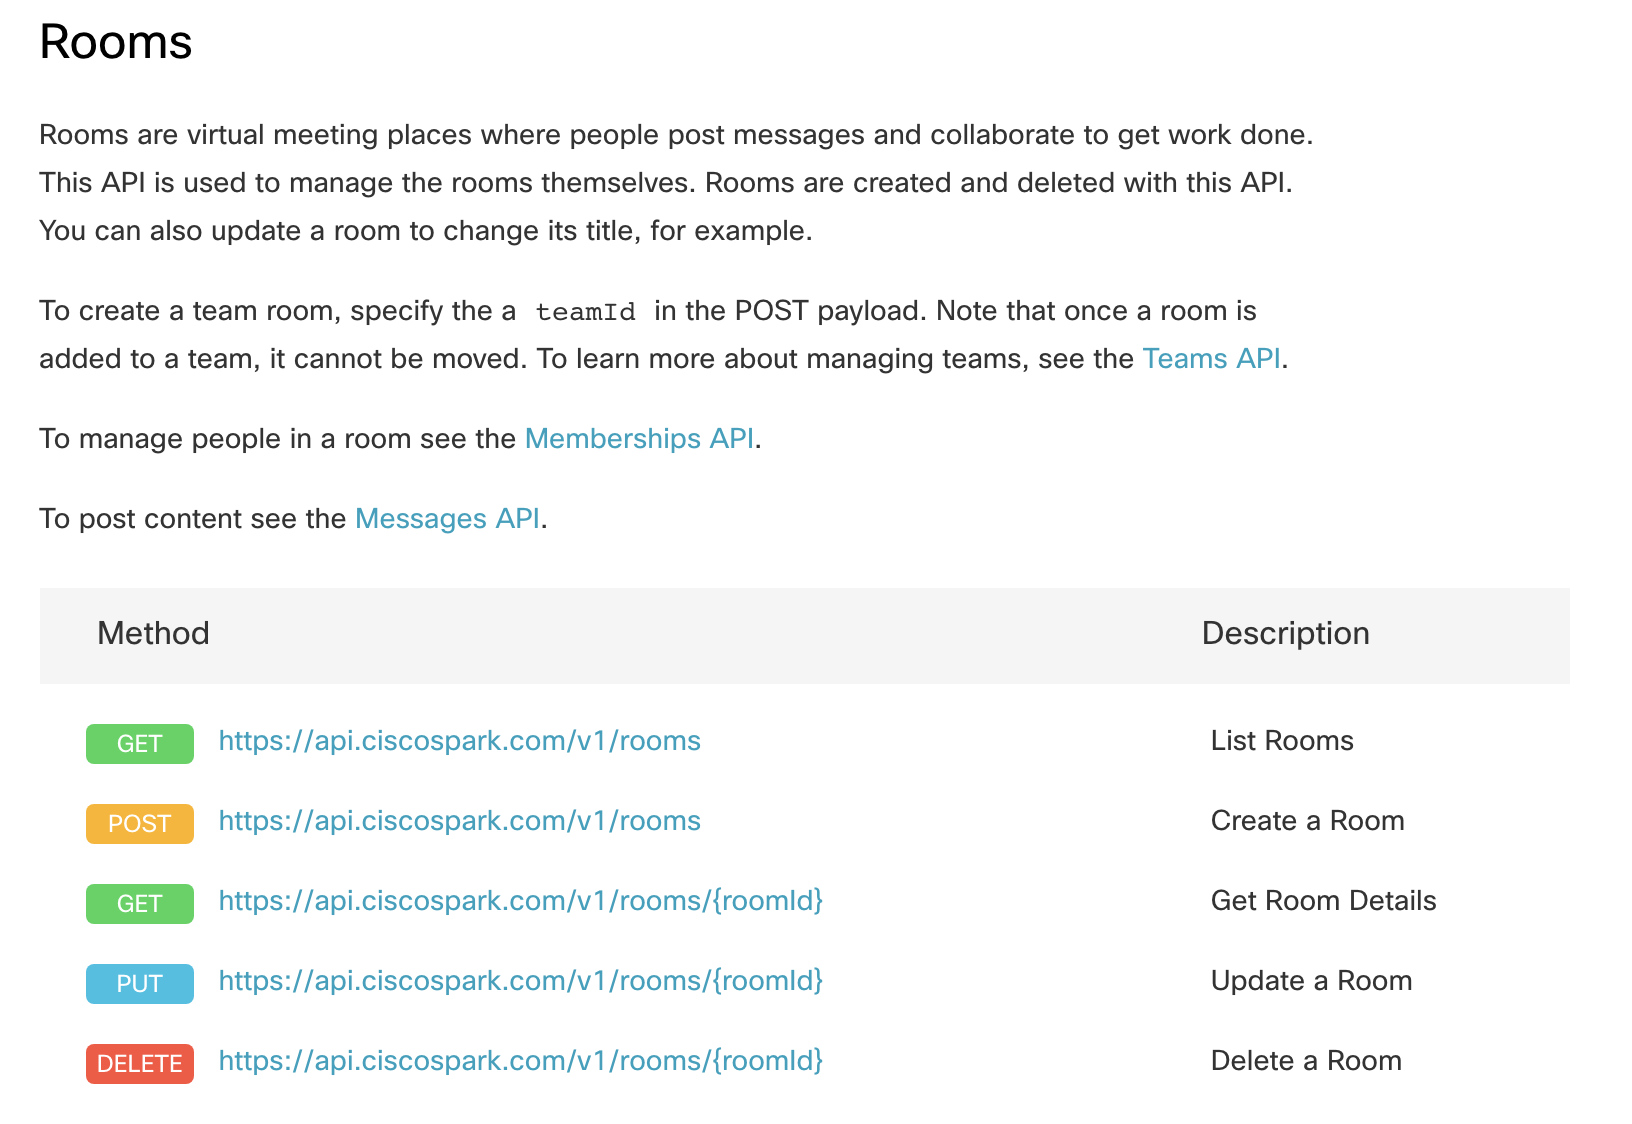 Rooms
Rooms are virtual meeting places where people post messages and collaborate to get work done.
This API is used to manage the rooms themselves. Rooms are created and deleted with this API.
You can also update a room to change its title, for example.
To create a team room, specify the a teamId in the POST payload. Note that once a room is
added to a team, it cannot be moved. To learn more about managing teams, see the Teams API.
To manage people in a room see the Memberships API.
To post content see the Messages API.
Method Description
GET https://api.ciscospark.com/v1/rooms List Rooms
POST https://api.ciscospark.com/v1/rooms Create a Room
GET https://api.ciscospark.com/v1/rooms/{roomId} Get Room Details
PUT https://api.ciscospark.com/v1/rooms/{roomId} Update a Room
DELETE https://api.ciscospark.com/v1/rooms/{roomId} Delete a Room